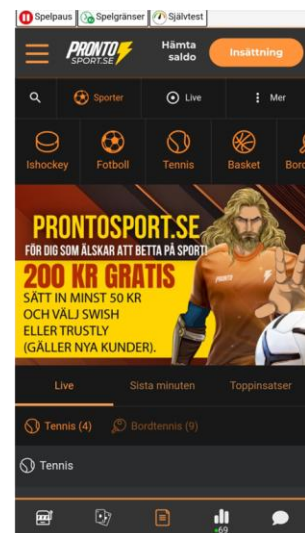 Spelpaus Spelgränser Självtest
PRONTO
SPORT.SE
Hämta
saldo
Insättning
Sporter Live Mer
Ishockey Fotboll Tennis Basket Bord
PRONTOSPORT.SE
FÖR DIG SOM ÄLSKAR ATT BETTA PÅ SPORT!
200 KR GRATIS
SÄTT IN MINST 50 KR
OCH VÄLJ SWISH
ELLER TRUSTLY
(GÄLLER NYA KUNDER).
PRONTO
Live Sista minuten Toppinsatser
Tennis (4) Bordtennis (9)
Tennis
69